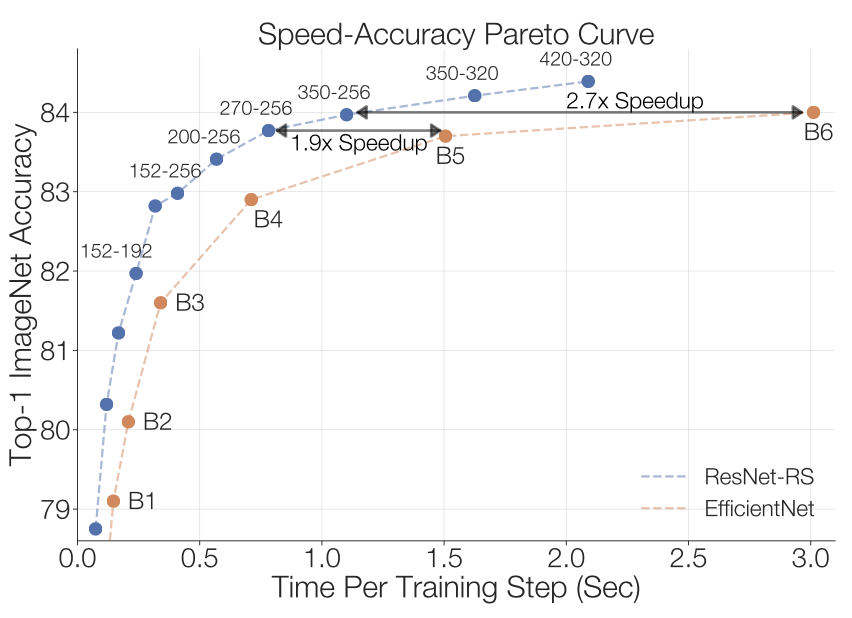 Speed-Accuracy Pareto Curve
420-320
350-320
350-256
2.7x Speedup
270-256
B6
200-256
1.9x Speedup
B5
152-256
B4
152-192
B3
B2
B1
84
83
82
81
80
79
Top-1 ImageNet Accuracy
ResNet-RS
EfficientNet
0.0 0.5 1.0 1.5 2.0 2.5 3.0
Time Per Training Step (Sec)